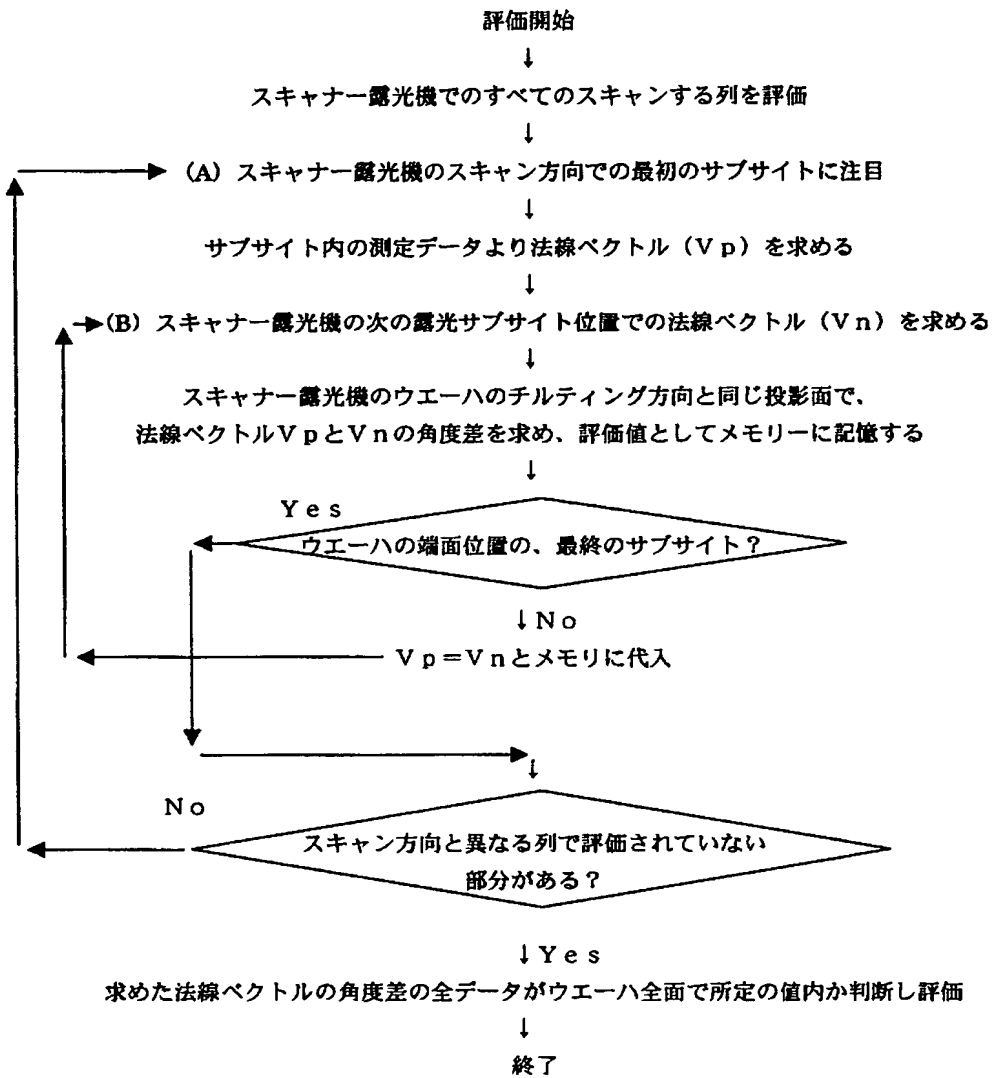 評価開始
↓
スキャナー露光機でのすべてのスキャンする列を評価
↓
(A) スキャナー露光機のスキャン方向での最初のサブサイトに注目
↓
サブサイト内の測定データより法線ベクトル (Vp) を求める
↓
(B) スキャナー露光機の次の露光サブサイト位置での法線ベクトル (Vn) を求める
↓
スキャナー露光機のウエーハのチルティング方向と同じ投影面で、
法線ベクトルVpとVnの角度差を求め、評価値としてメモリーに記憶する
↓
Yes
ウエーハの端面位置の、最終のサブサイト？
↓No
Vp=Vnとメモリに代入
↓
No
スキャン方向と異なる列で評価されていない
部分がある？
↓Yes
求めた法線ベクトルの角度差の全データがウエーハ全面で所定の値内か判断し評価
↓
終了